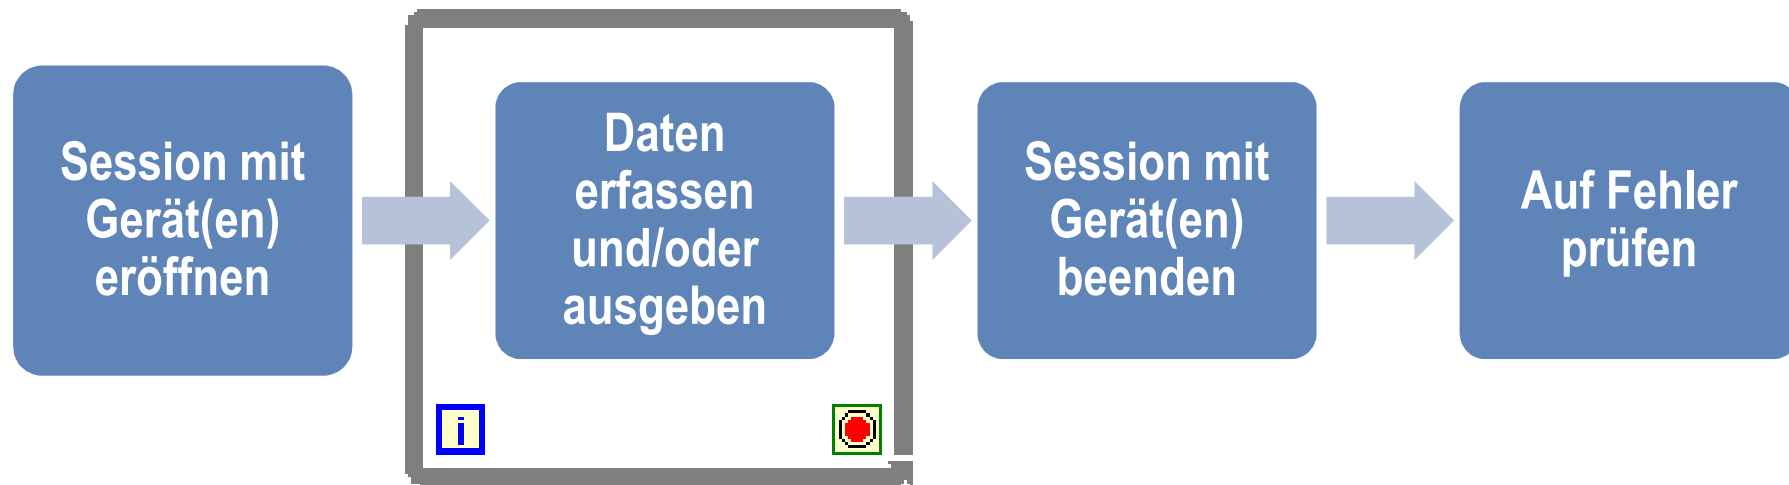 Session mit
Gerät(en)
eröffnen
Daten
erfassen
und/oder
ausgeben
i
Session mit
Gerät(en)
beenden
Auf Fehler
prüfen